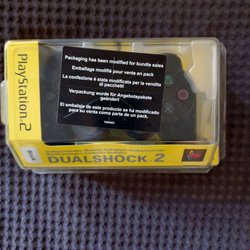 PlayStation 2
Packaging has been modified for bundle sales
Emballage modifié pour vente en pack
La confezione è stata modificata per la vendita
di pacchetti
Verpackung wurde für Angebotspakete
geändert
El embalaje de este producto se ha modificado
para su venta como parte de un pack.
DUALSHOCK 2